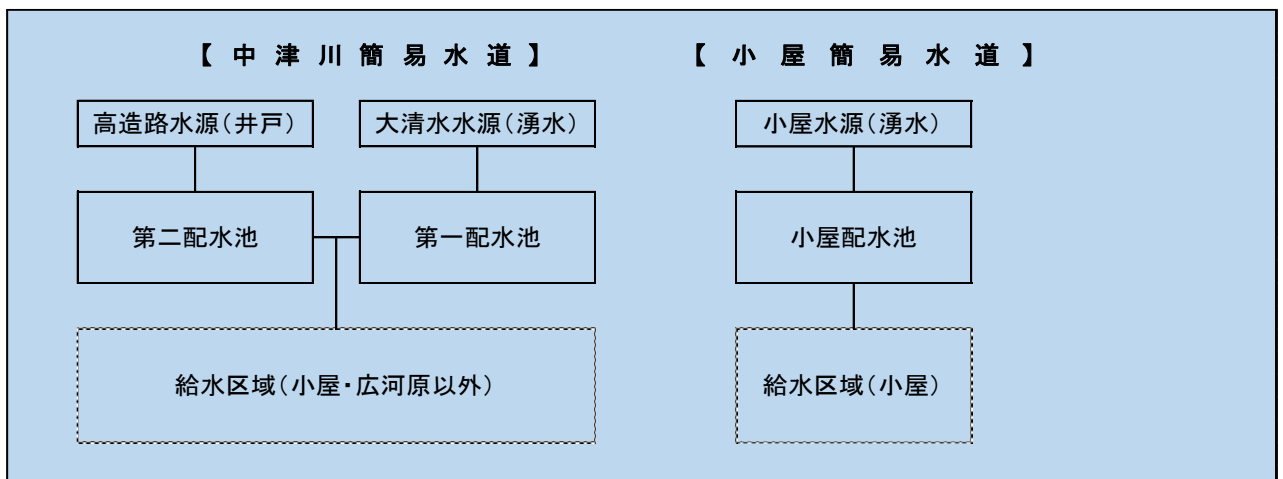 【 中 津 川 簡 易 水 道 】
【 小 屋 簡 易 水 道 】
高造路水源(井戸)
大清水水源(湧水)
小屋水源(湧水)
第二配水池
第一配水池
小屋配水池
給水区域(小屋・広河原以外)
給水区域(小屋)